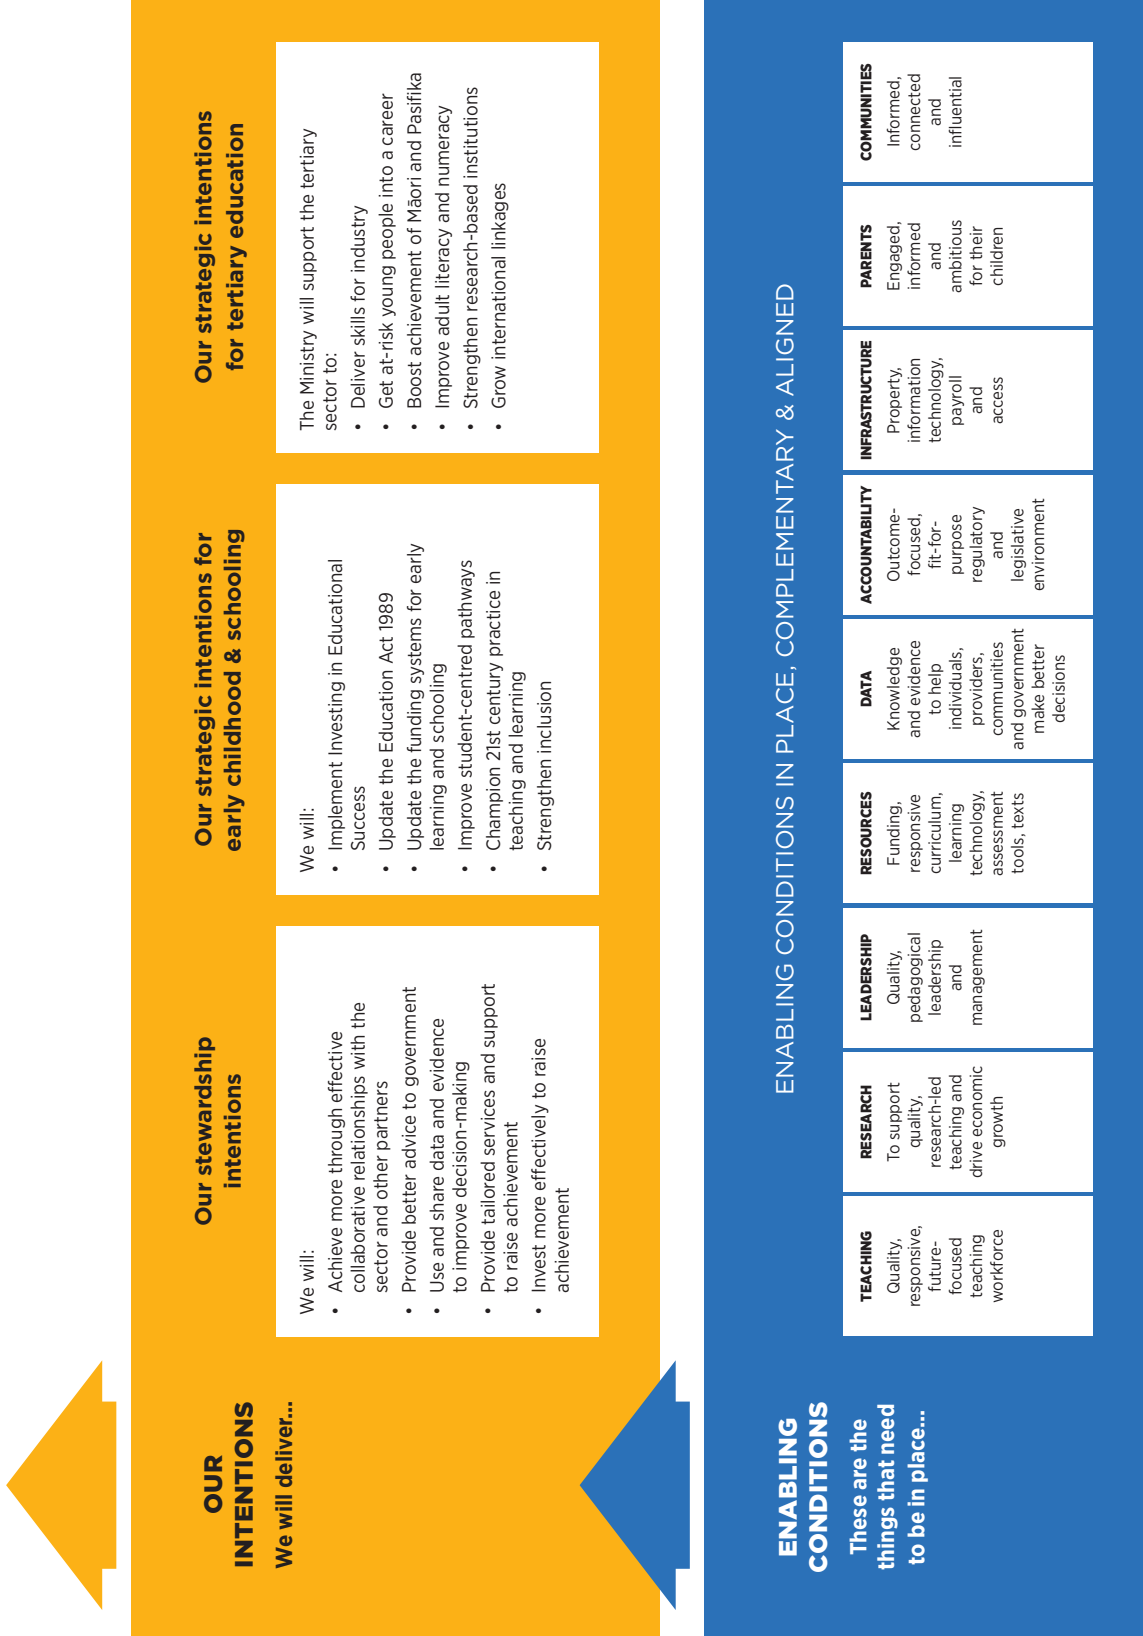 OUR
INTENTIONS
We will deliver...
Our stewardship
intentions
We will:
• Achieve more through effective
collaborative relationships with the
sector and other partners
• Provide better advice to government
• Use and share data and evidence
to improve decision-making
• Provide tailored services and support
to raise achievement
• Invest more effectively to raise
achievement
Our strategic intentions for
early childhood & schooling
We will:
• Implement Investing in Educational
Success
• Update the Education Act 1989
• Update the funding systems for early
learning and schooling
• Improve student-centred pathways
• Champion 21st century practice in
teaching and learning
• Strengthen inclusion
Our strategic intentions
for tertiary education
The Ministry will support the tertiary
sector to:
• Deliver skills for industry
• Get at-risk young people into a career
• Boost achievement of Māori and Pasifika
• Improve adult literacy and numeracy
• Strengthen research-based institutions
• Grow international linkages
ENABLING
CONDITIONS
These are the
things that need
to be in place...
ENABLING CONDITIONS IN PLACE, COMPLEMENTARY & ALIGNED
TEACHING
Quality,
responsive,
future-
focused
teaching
workforce
RESEARCH
To support
quality,
research-led
teaching and
drive economic
growth
LEADERSHIP
Quality,
pedagogical
leadership
and
management
RESOURCES
Funding,
responsive
curriculum,
learning
technology,
assessment
tools, texts
DATA
Knowledge
and evidence
to help
individuals,
providers,
communities
and government
make better
decisions
ACCOUNTABILITY
Outcome-
focused,
fit-for-
purpose
regulatory
and
legislative
environment
INFRASTRUCTURE
Property,
information
technology,
payroll
and
access
PARENTS
Engaged,
informed
and
ambitious
for their
children
COMMUNITIES
Informed,
connected
and
influential